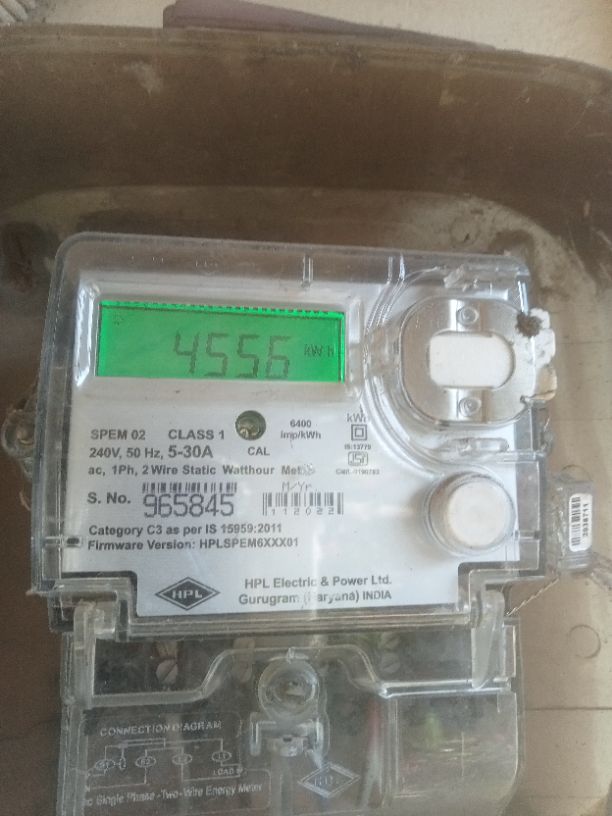 4556 kWh
SPEM 02 CLASS 1
6400 imp/kWh
kWh
240V, 50 Hz, 5-30A CAL
IS:13779
ac, 1Ph, 2 Wire Static Watthour
M/Yr
S. No. 965845
112022
Category C3 as per IS 15959:2011
Firmware Version: HPLSPEM6XXX01
HPL
HPL Electric & Power Ltd.
Gurugram (Haryana) INDIA
CONNECTION DIAGRAM
LOAD
Single Phase -Two-Wire Energy Meter